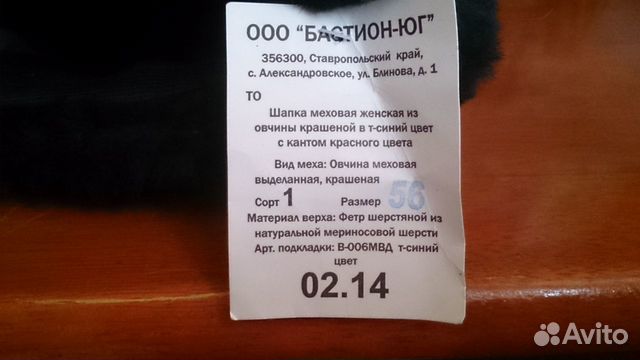 ООО "БАСТИОН-ЮГ"
356300, Ставропольский край,
с. Александровское, ул. Блинова, д. 1
ТО
Шапка меховая женская из
овчины крашеной в т-синий цвет
с кантом красного цвета
Вид меха: Овчина меховая
выделанная, крашеная
Сорт 1 Размер 56
Материал верха: Фетр шерстяной из
натуральной мериносовой шерсти
Арт. подкладки: В-006МВД т-синий
цвет
02.14
Avito